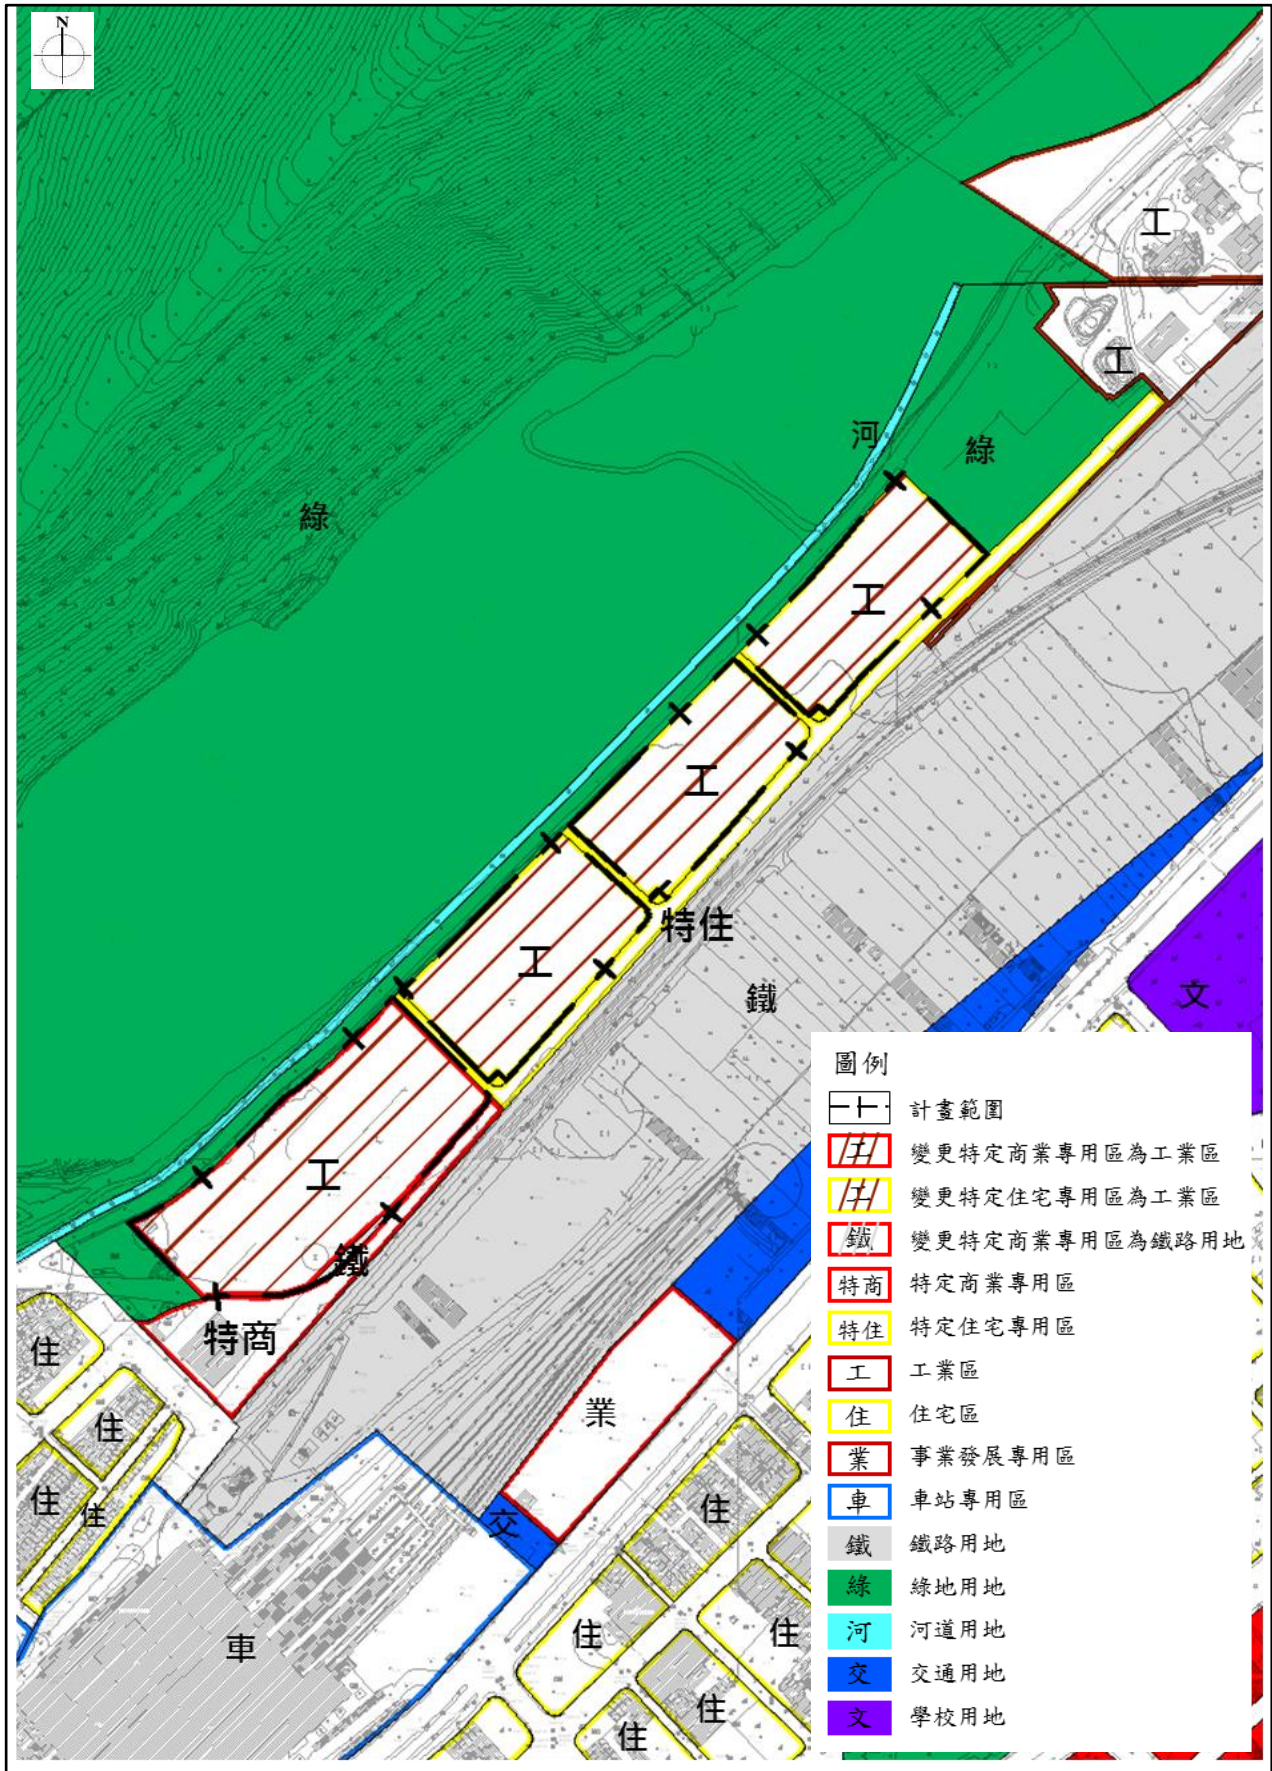 N
工
工
河
綠
綠
工
工
特住
工
鐵
文
工
鐵
特商
住
住
業
住
住
住
交
住
住
車
住
住
圖例
計畫範圍
工 變更特定商業專用區為工業區
工 變更特定住宅專用區為工業區
鐵 變更特定商業專用區為鐵路用地
特商 特定商業專用區
特住 特定住宅專用區
工 工業區
住 住宅區
業 事業發展專用區
車 車站專用區
鐵 鐵路用地
綠 綠地用地
河 河道用地
交 交通用地
文 學校用地